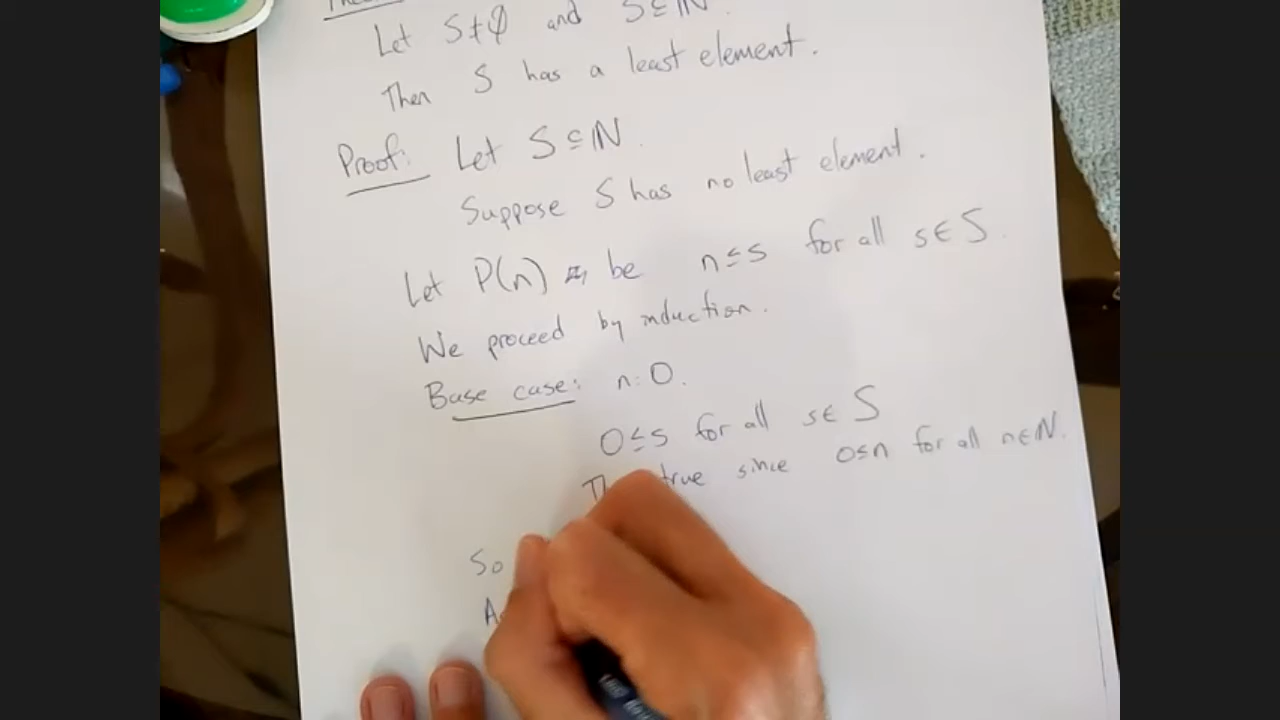 Let S≠∅ and S⊆ℕ.
Then S has a least element.
Proof: Let S⊆ℕ.
Suppose S has no least element.
Let P(n) be n≤s for all s∈S.
We proceed by induction.
Base case: n=0.
0≤s for all s∈S
true since 0≤n for all n∈ℕ.
So